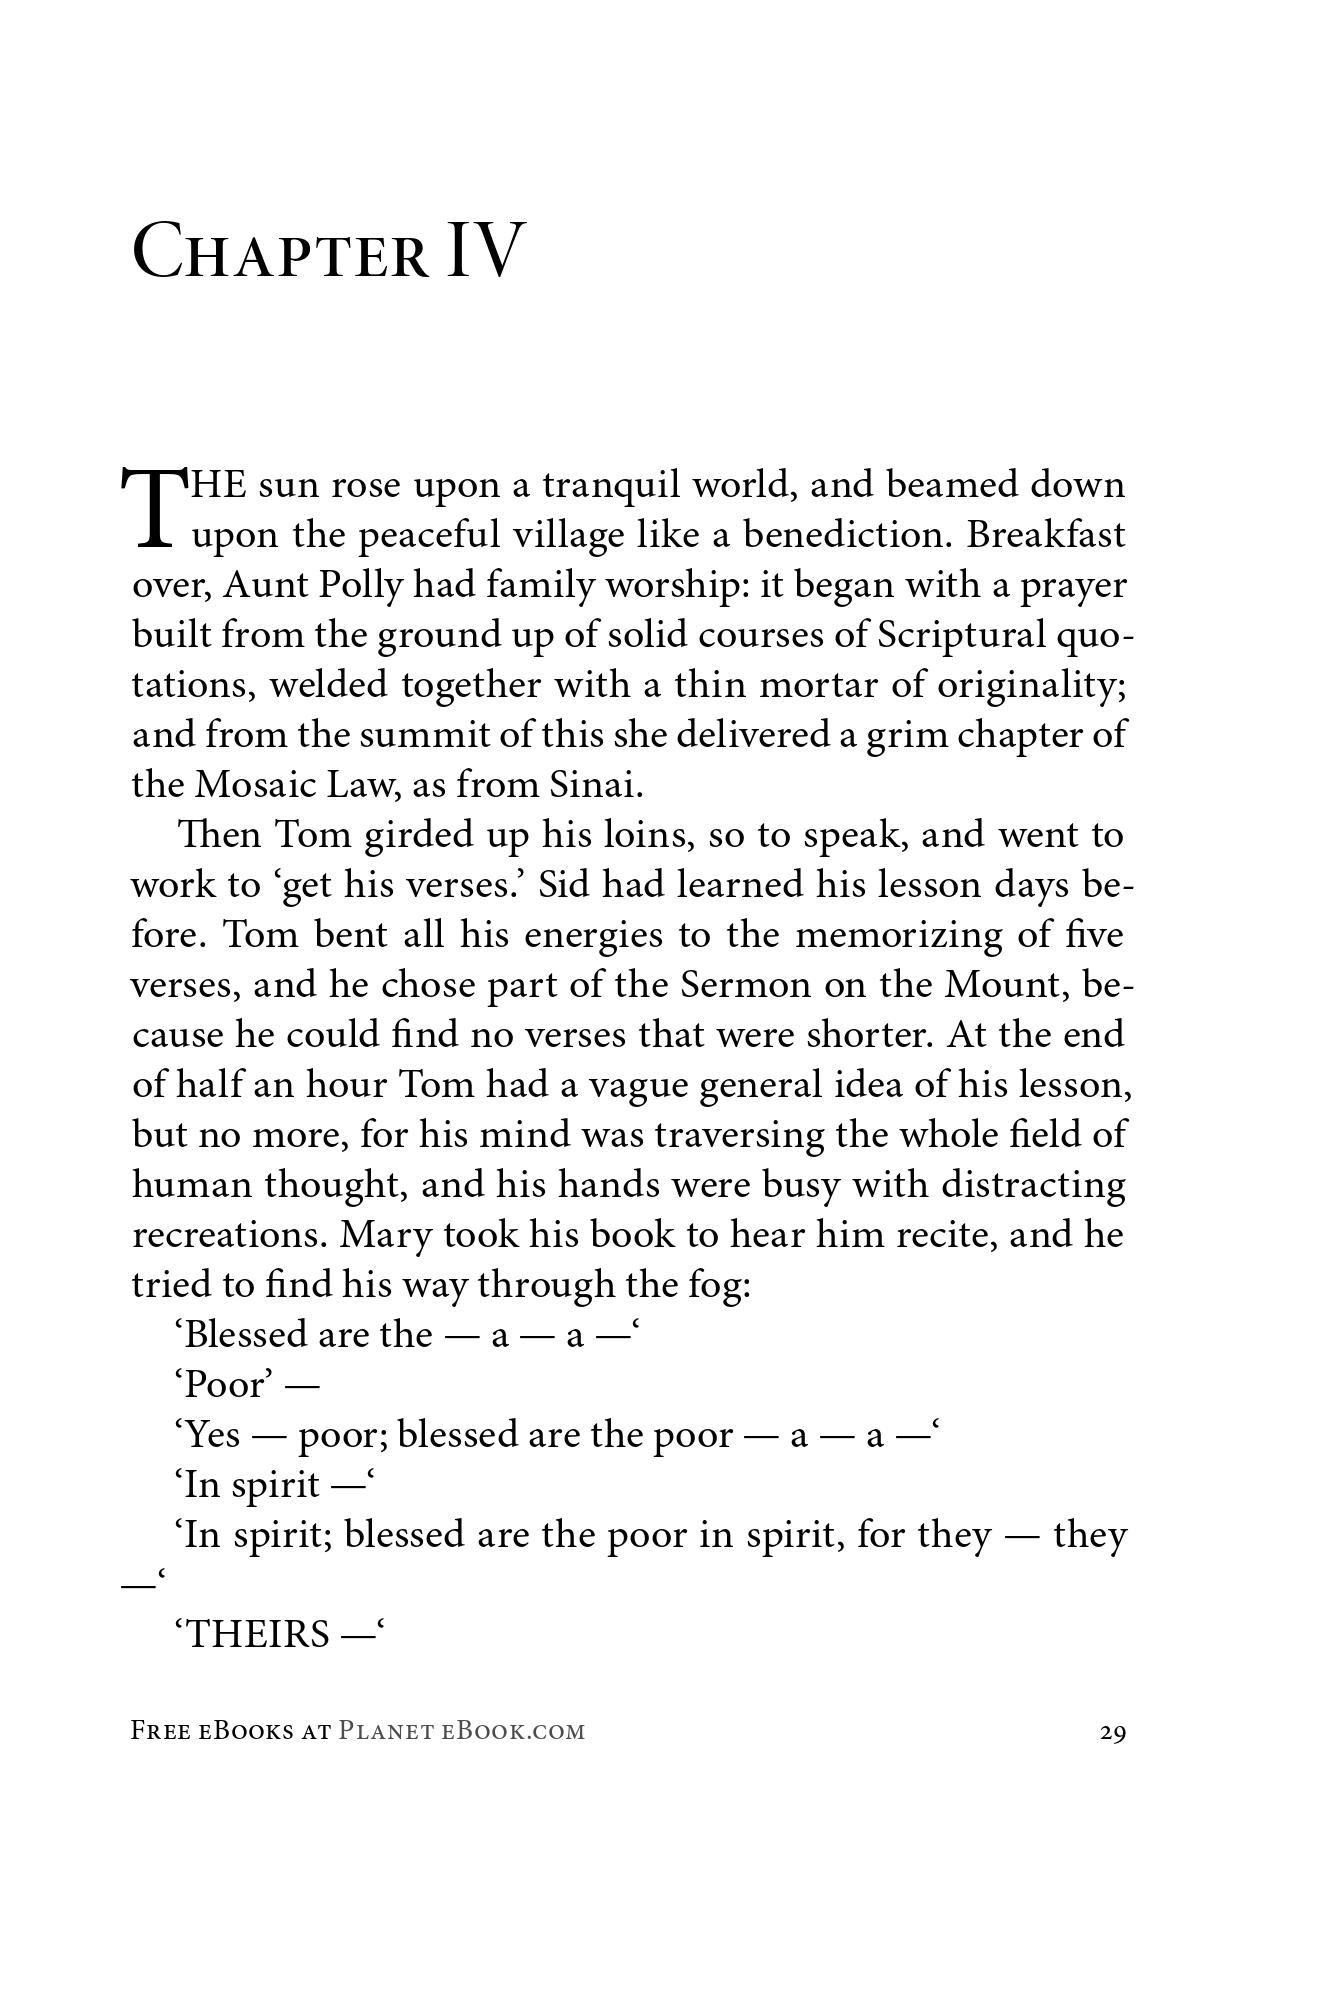 CHAPTER IV
THE sun rose upon a tranquil world, and beamed down
upon the peaceful village like a benediction. Breakfast
over, Aunt Polly had family worship: it began with a prayer
built from the ground up of solid courses of Scriptural quo-
tations, welded together with a thin mortar of originality;
and from the summit of this she delivered a grim chapter of
the Mosaic Law, as from Sinai.
Then Tom girded up his loins, so to speak, and went to
work to ‘get his verses.’ Sid had learned his lesson days be-
fore. Tom bent all his energies to the memorizing of five
verses, and he chose part of the Sermon on the Mount, be-
cause he could find no verses that were shorter. At the end
of half an hour Tom had a vague general idea of his lesson,
but no more, for his mind was traversing the whole field of
human thought, and his hands were busy with distracting
recreations. Mary took his book to hear him recite, and he
tried to find his way through the fog:
‘Blessed are the — a — a —‘
‘Poor’ —
‘Yes — poor; blessed are the poor — a — a —‘
‘In spirit —‘
‘In spirit; blessed are the poor in spirit, for they — they
—‘
‘THEIRS —‘
FREE EBOOKS AT PLANET EBOOK.COM 29